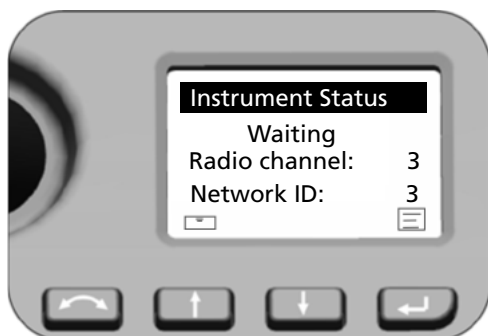 Instrument Status
Waiting
Radio channel: 3
Network ID: 3